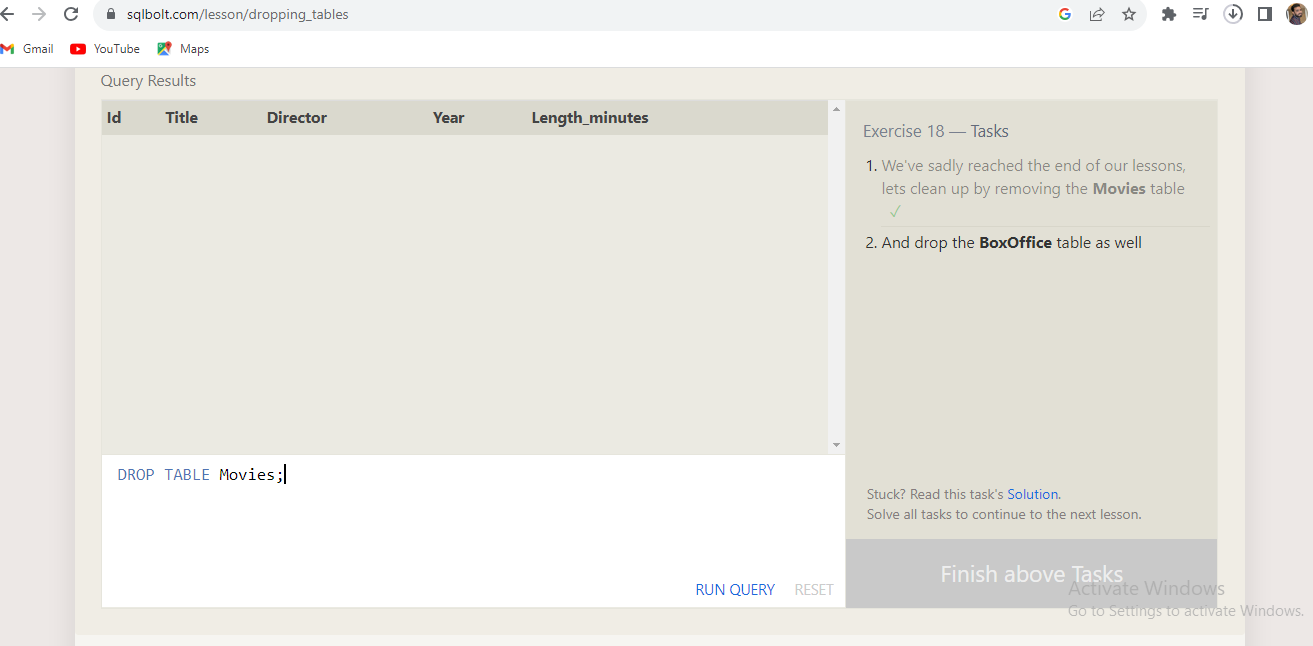 sqlbolt.com/lesson/dropping_tables
Gmail YouTube Maps
Query Results
Id Title Director Year Length_minutes
Exercise 18 — Tasks
1. We've sadly reached the end of our lessons,
lets clean up by removing the Movies table
✓
2. And drop the BoxOffice table as well
DROP TABLE Movies;
Stuck? Read this task's Solution.
Solve all tasks to continue to the next lesson.
RUN QUERY RESET
Finish above Tasks
Activate Windows
Go to Settings to activate Windows.